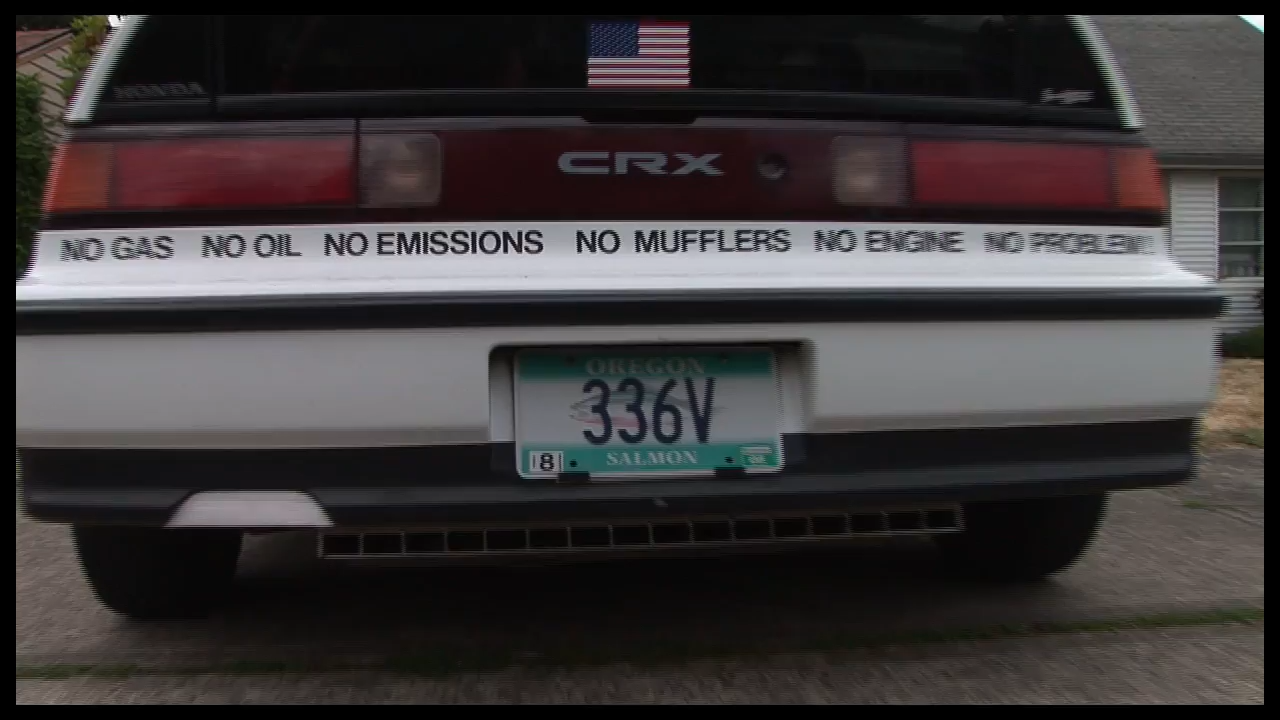 HONDA
CRX
NO GAS NO OIL NO EMISSIONS NO MUFFLERS NO ENGINE NO PROBLEM!!
OREGON
336V
8
SALMON